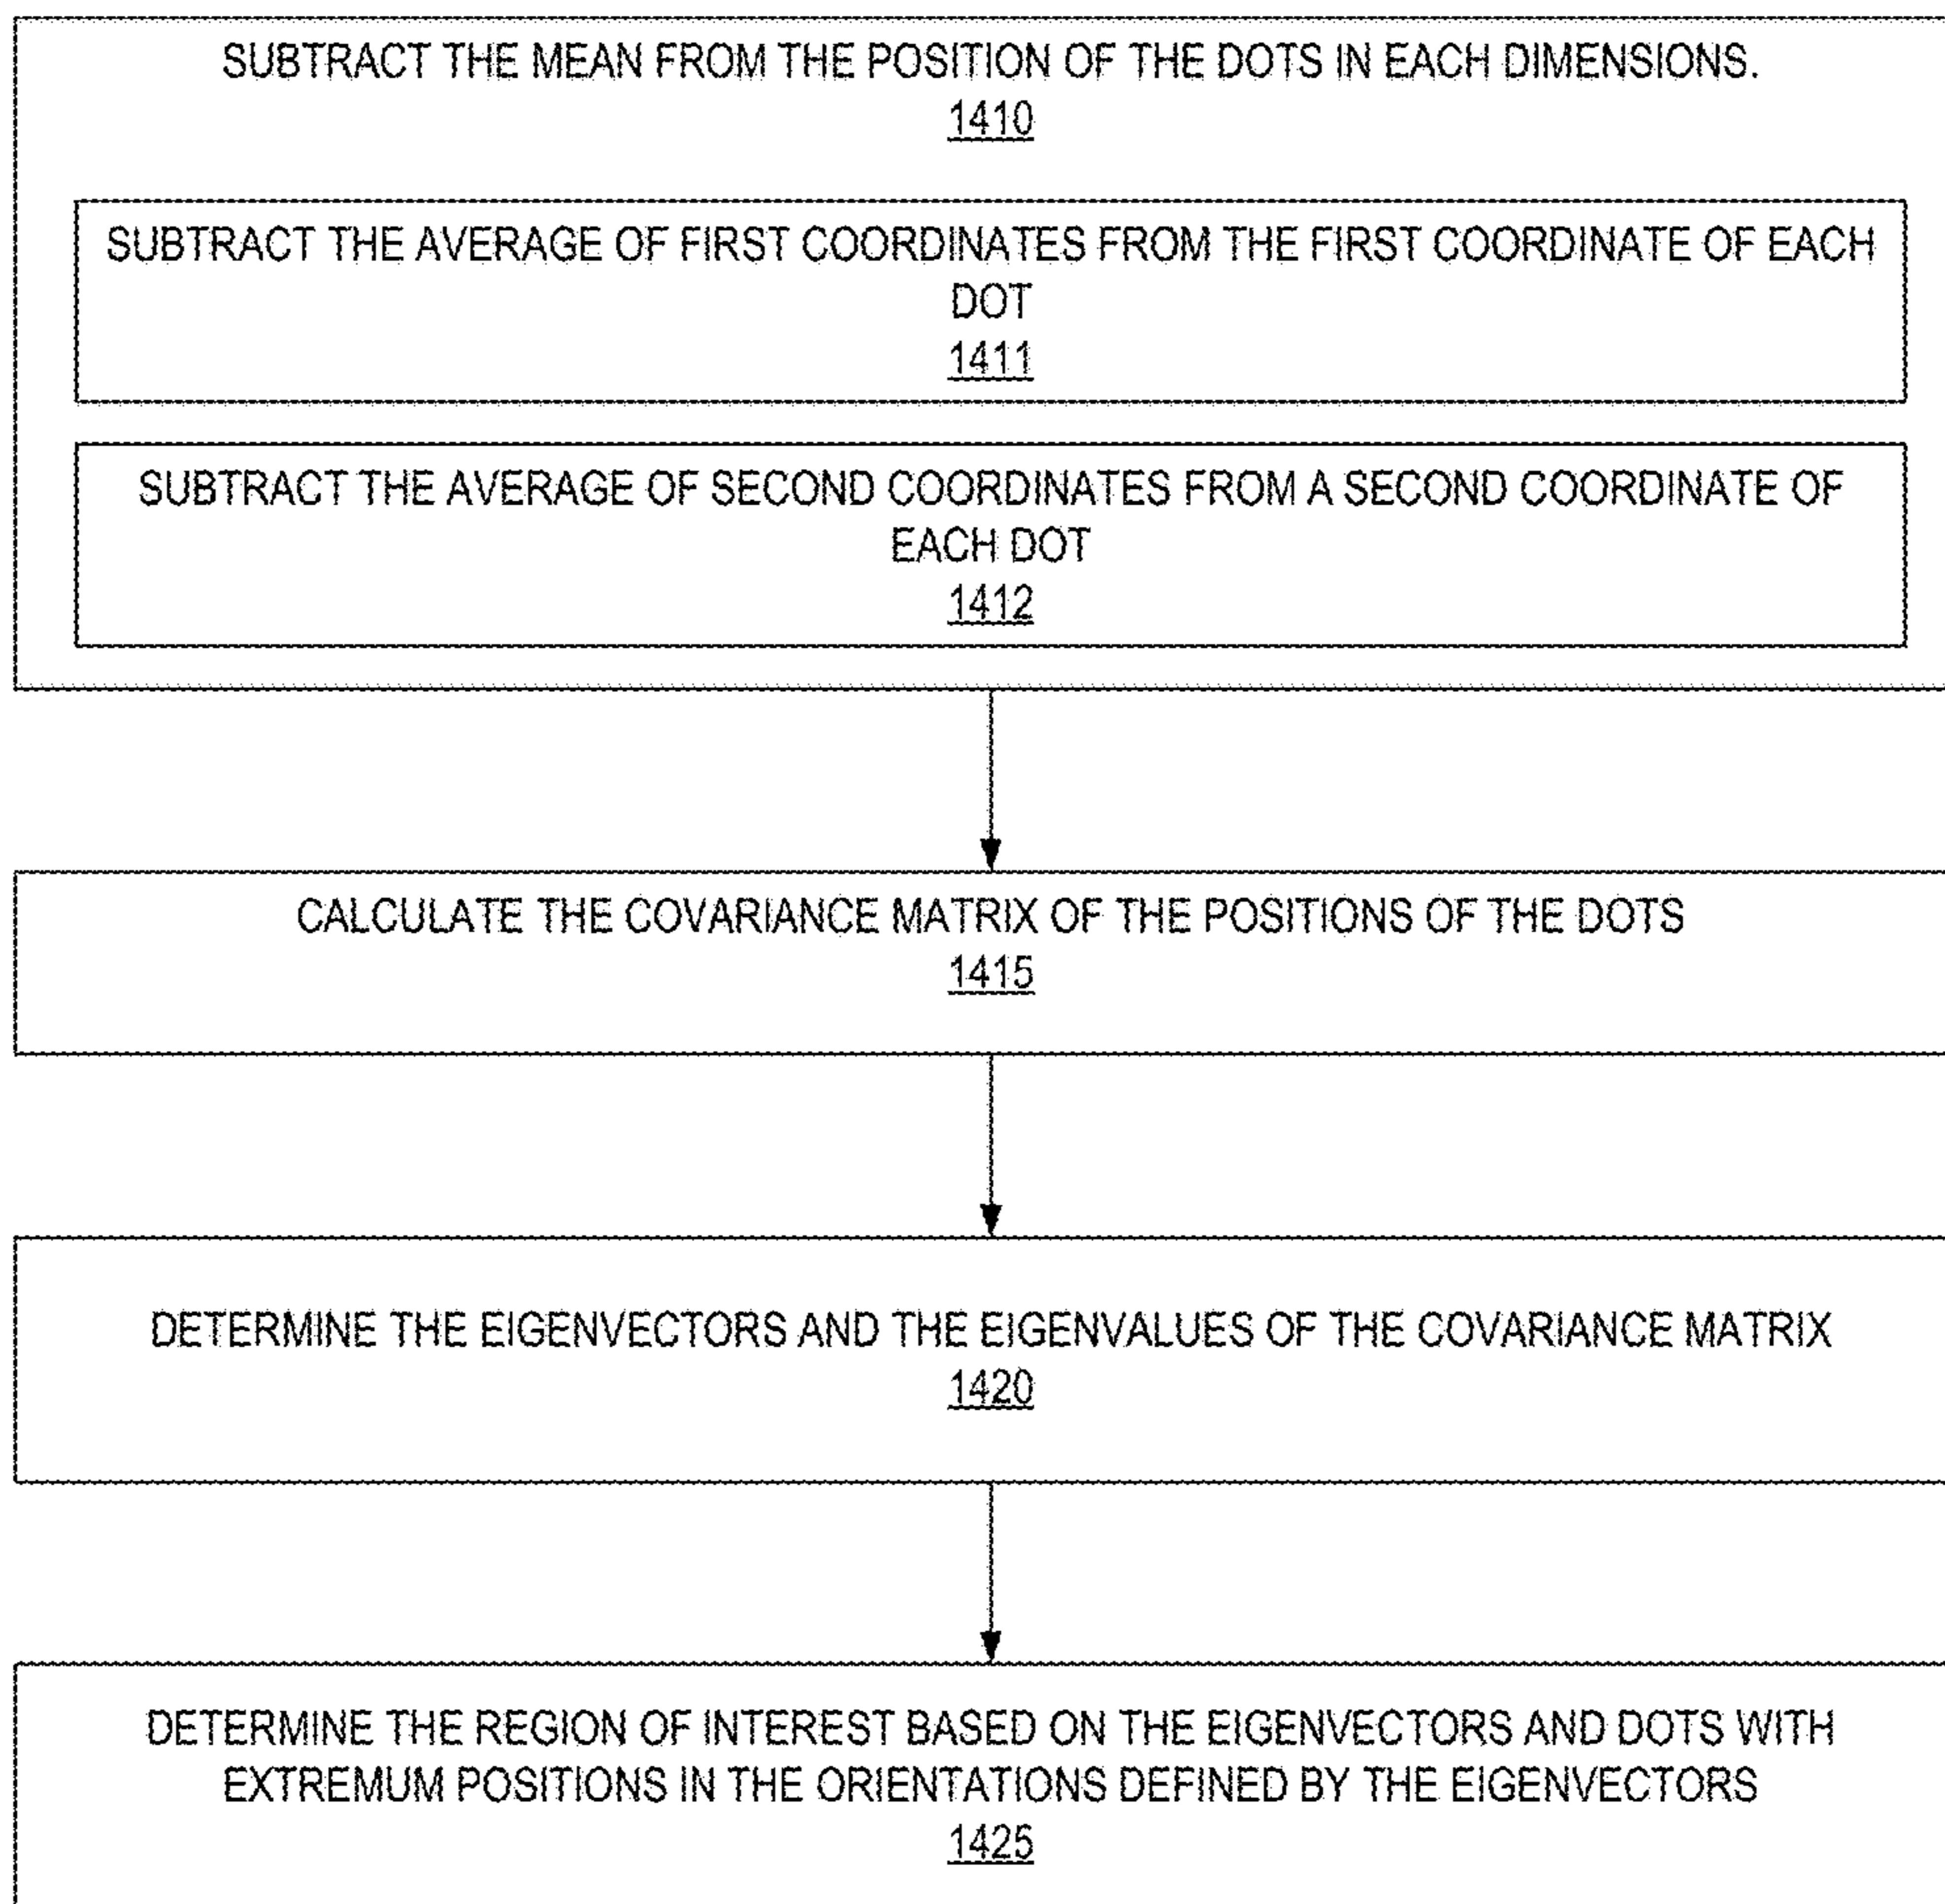 SUBTRACT THE MEAN FROM THE POSITION OF THE DOTS IN EACH DIMENSIONS.
1410
SUBTRACT THE AVERAGE OF FIRST COORDINATES FROM THE FIRST COORDINATE OF EACH
DOT
1411
SUBTRACT THE AVERAGE OF SECOND COORDINATES FROM A SECOND COORDINATE OF
EACH DOT
1412
CALCULATE THE COVARIANCE MATRIX OF THE POSITIONS OF THE DOTS
1415
DETERMINE THE EIGENVECTORS AND THE EIGENVALUES OF THE COVARIANCE MATRIX
1420
DETERMINE THE REGION OF INTEREST BASED ON THE EIGENVECTORS AND DOTS WITH
EXTREMUM POSITIONS IN THE ORIENTATIONS DEFINED BY THE EIGENVECTORS
1425